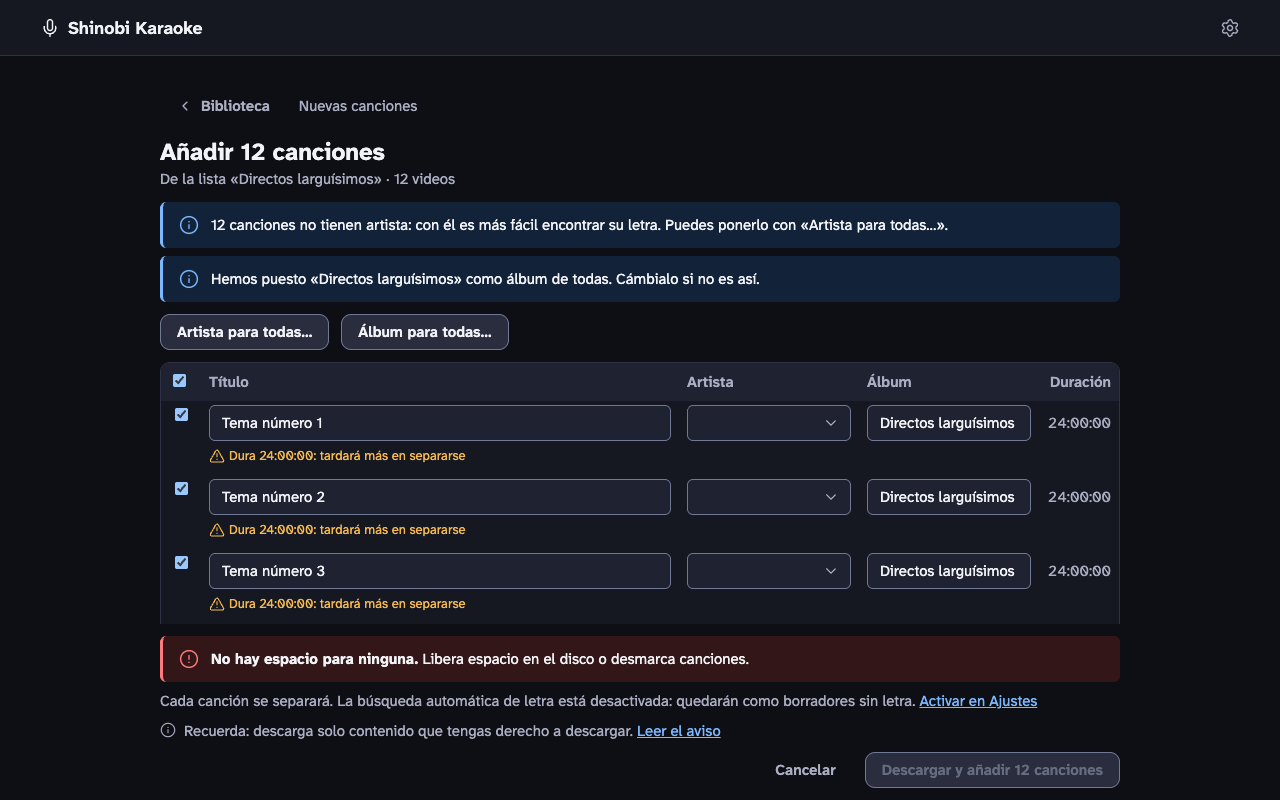 Shinobi Karaoke
Biblioteca Nuevas canciones
Añadir 12 canciones
De la lista «Directos larguísimos» · 12 videos
12 canciones no tienen artista: con él es más fácil encontrar su letra. Puedes ponerlo con «Artista para todas...».
Hemos puesto «Directos larguísimos» como álbum de todas. Cámbialo si no es así.
Artista para todas... Álbum para todas...
Título Artista Álbum Duración
Tema número 1 Directos larguísimos 24:00:00
Dura 24:00:00: tardará más en separarse
Tema número 2 Directos larguísimos 24:00:00
Dura 24:00:00: tardará más en separarse
Tema número 3 Directos larguísimos 24:00:00
Dura 24:00:00: tardará más en separarse
No hay espacio para ninguna. Libera espacio en el disco o desmarca canciones.
Cada canción se separará. La búsqueda automática de letra está desactivada: quedarán como borradores sin letra. Activar en Ajustes
Recuerda: descarga solo contenido que tengas derecho a descargar. Leer el aviso
Cancelar Descargar y añadir 12 canciones